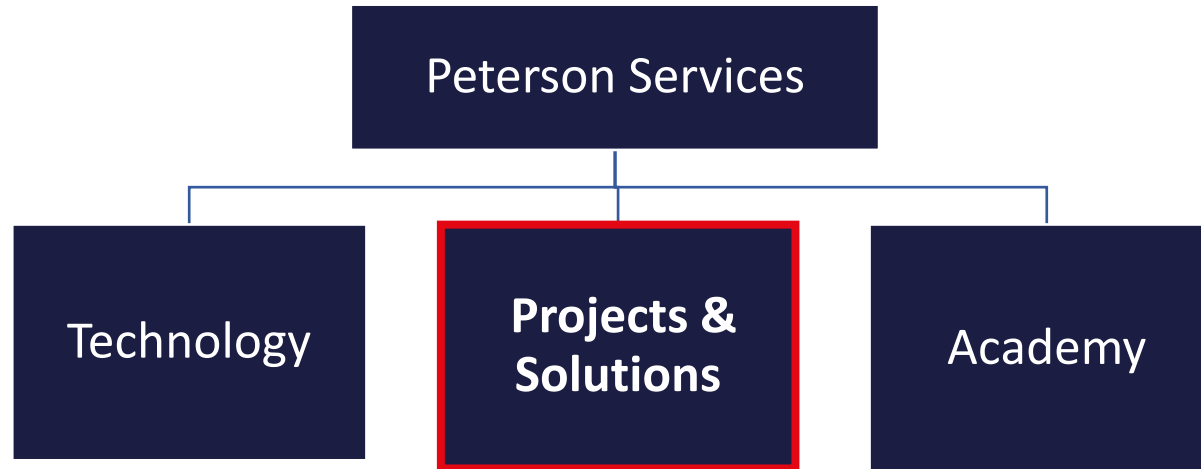 Peterson Services
Technology
Projects &
Solutions
Academy